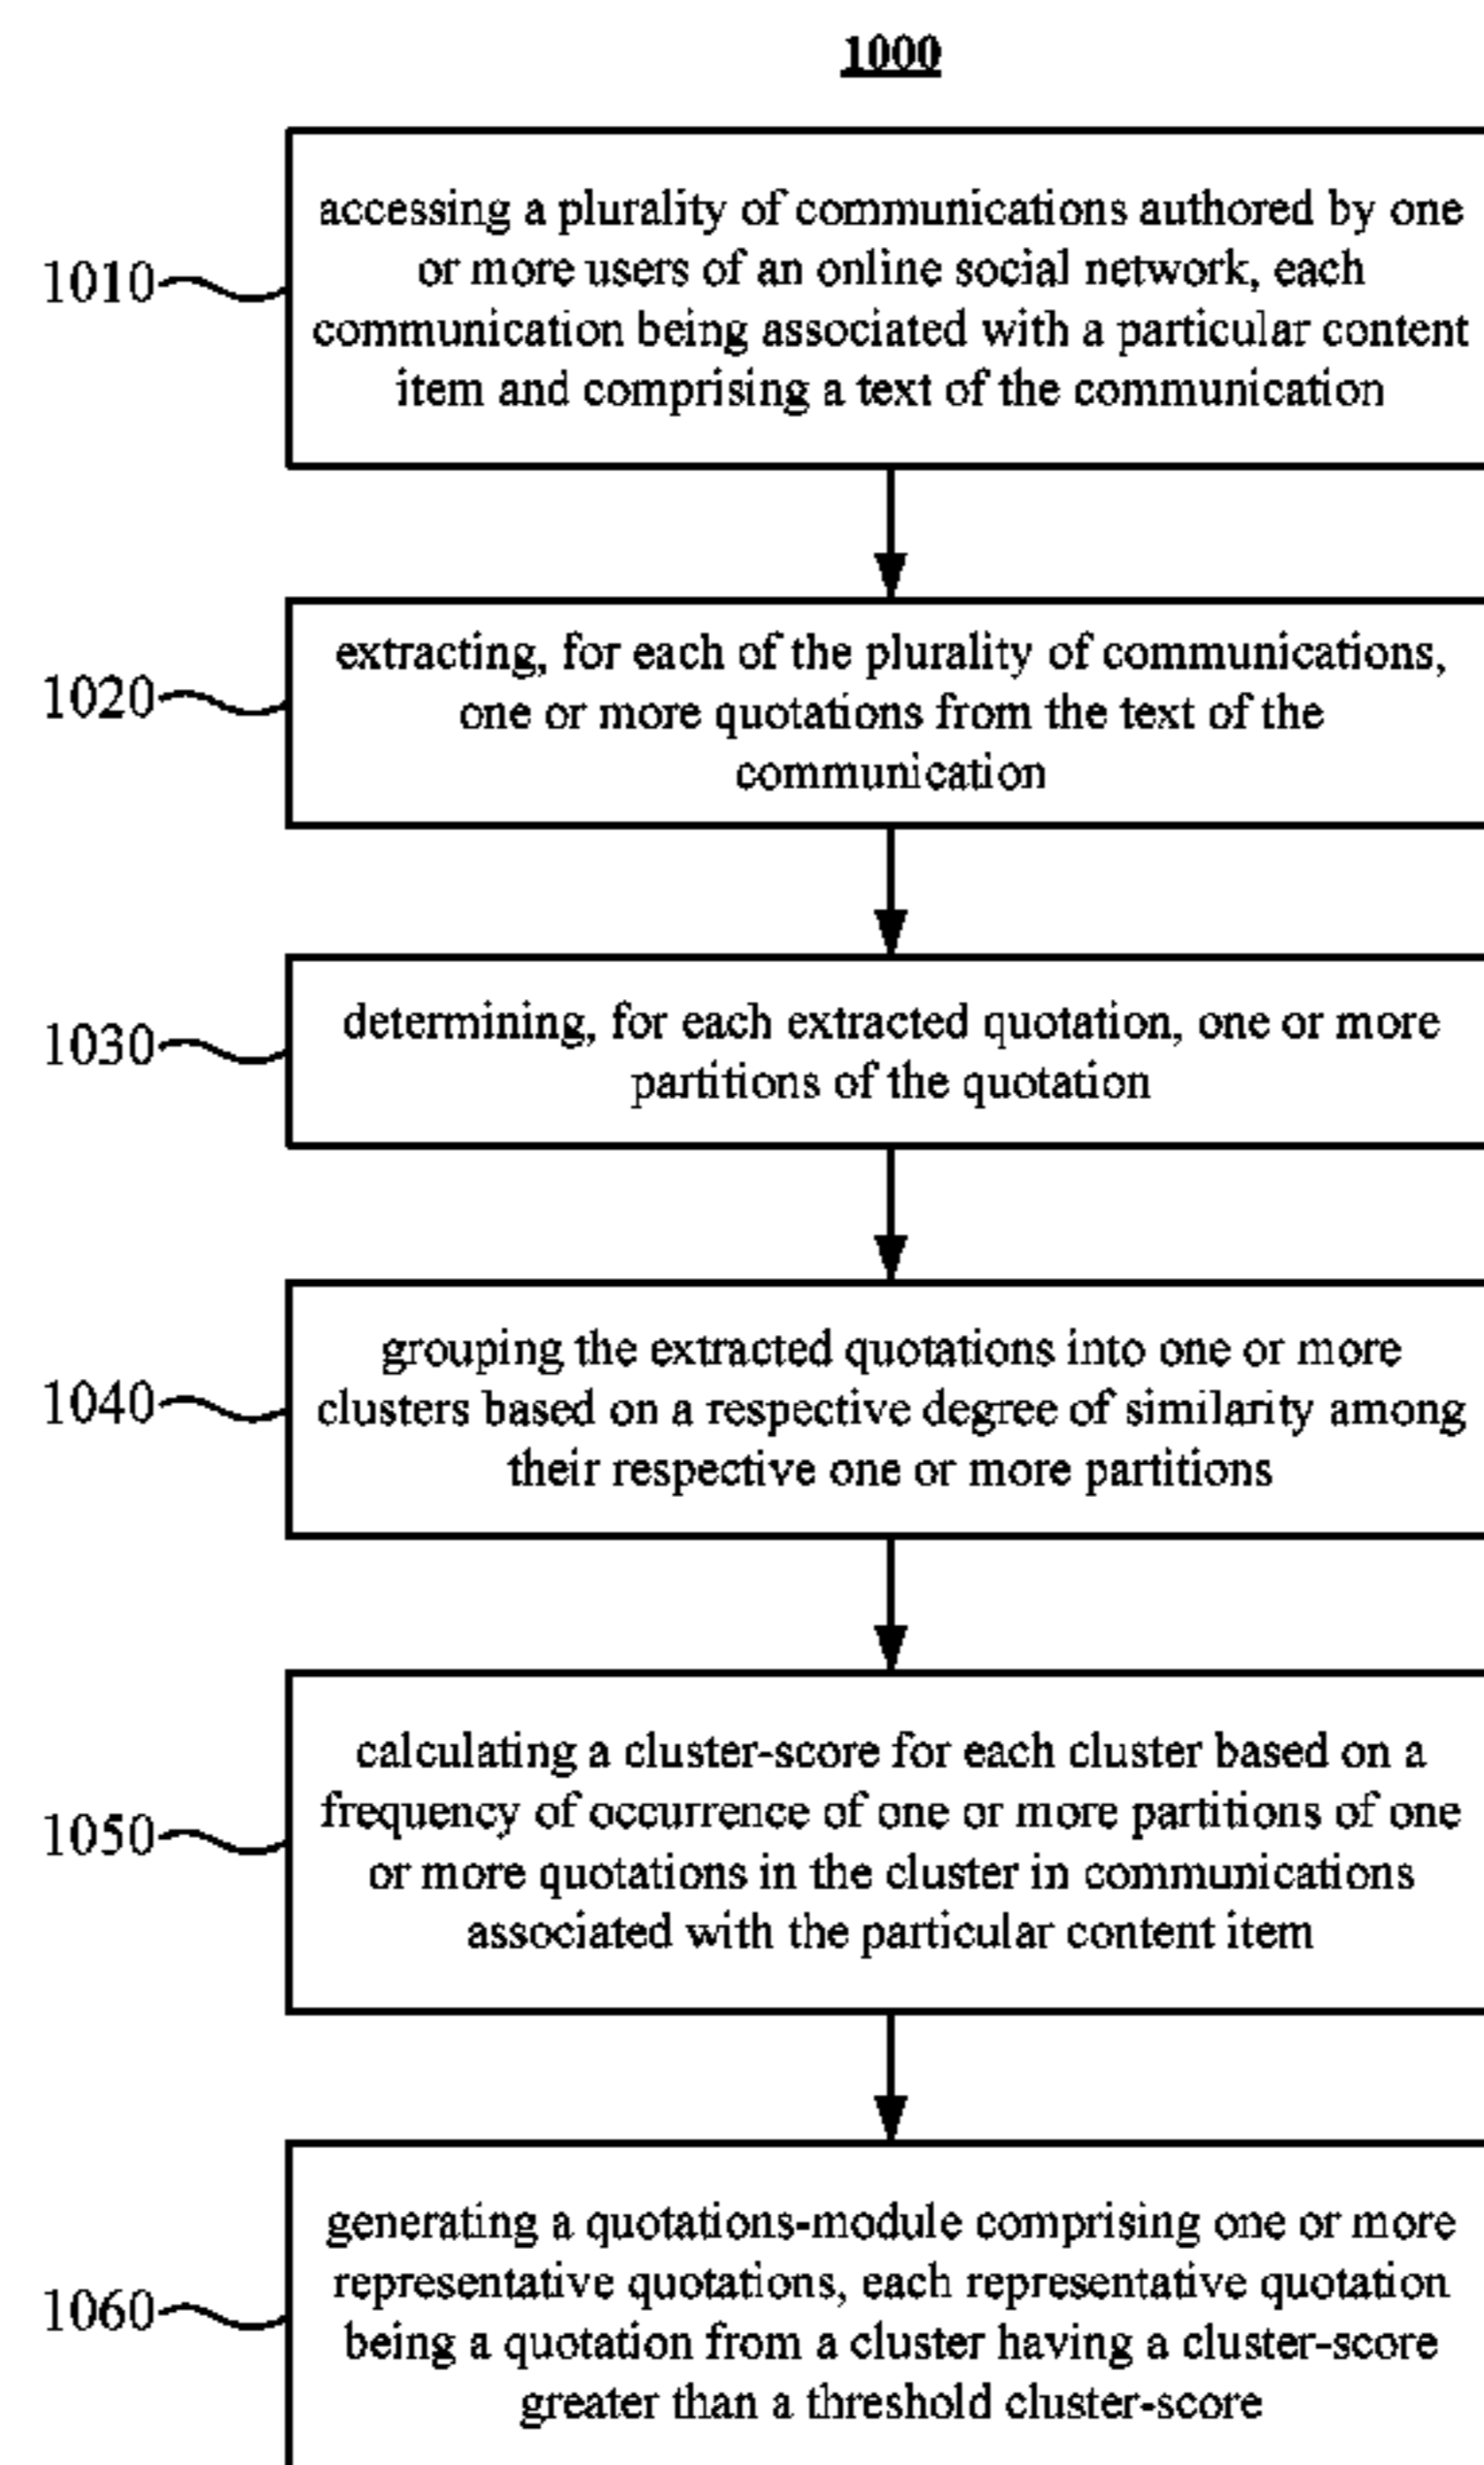 1000
accessing a plurality of communications authored by one
or more users of an online social network, each
1010
communication being associated with a particular content
item and comprising a text of the communication
extracting, for each of the plurality of communications,
1020
one or more quotations from the text of the
communication
determining, for each extracted quotation, one or more
1030
partitions of the quotation
grouping the extracted quotations into one or more
1040
clusters based on a respective degree of similarity among
their respective one or more partitions
calculating a cluster-score for each cluster based on a
frequency of occurrence of one or more partitions of one
1050
or more quotations in the cluster in communications
associated with the particular content item
generating a quotations-module comprising one or more
representative quotations, each representative quotation
1060
being a quotation from a cluster having a cluster-score
greater than a threshold cluster-score